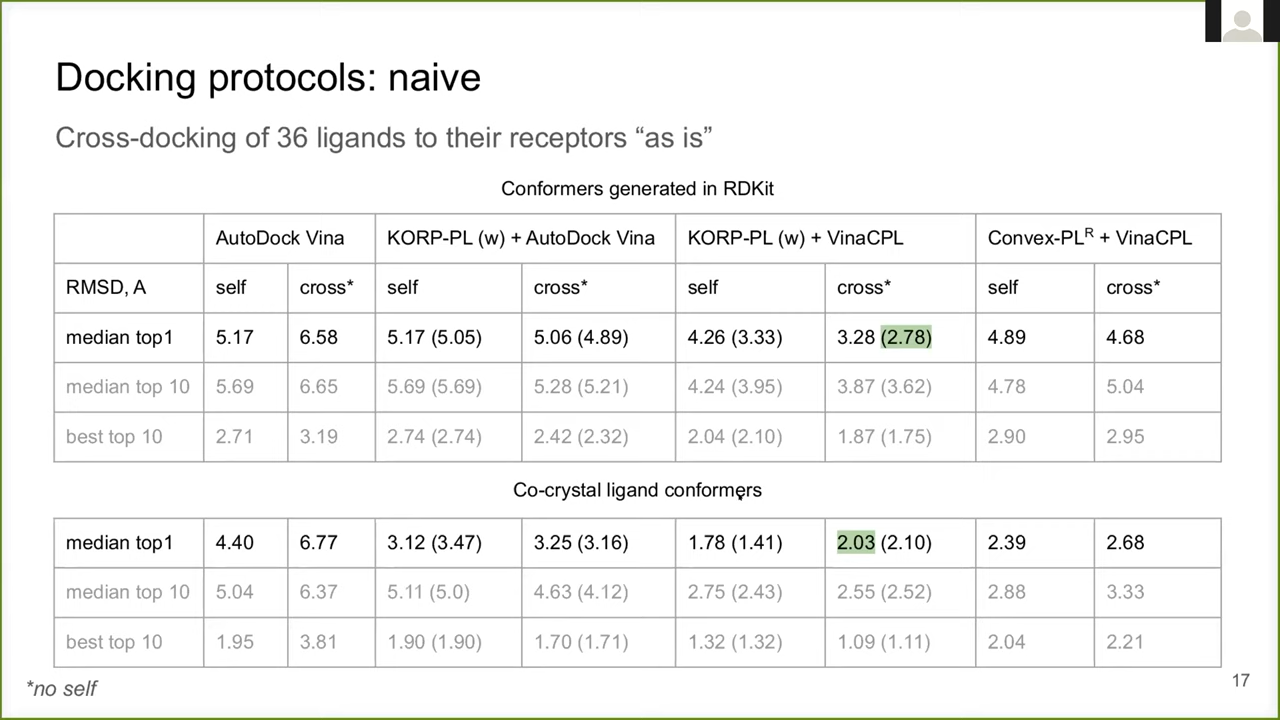 Docking protocols: naive
Cross-docking of 36 ligands to their receptors “as is”
Conformers generated in RDKit
AutoDock Vina KORP-PL (w) + AutoDock Vina KORP-PL (w) + VinaCPL Convex-PLᴿ + VinaCPL
RMSD, A self cross* self cross* self cross* self cross*
median top1 5.17 6.58 5.17 (5.05) 5.06 (4.89) 4.26 (3.33) 3.28 (2.78) 4.89 4.68
median top 10 5.69 6.65 5.69 (5.69) 5.28 (5.21) 4.24 (3.95) 3.87 (3.62) 4.78 5.04
best top 10 2.71 3.19 2.74 (2.74) 2.42 (2.32) 2.04 (2.10) 1.87 (1.75) 2.90 2.95
Co-crystal ligand conformers
median top1 4.40 6.77 3.12 (3.47) 3.25 (3.16) 1.78 (1.41) 2.03 (2.10) 2.39 2.68
median top 10 5.04 6.37 5.11 (5.0) 4.63 (4.12) 2.75 (2.43) 2.55 (2.52) 2.88 3.33
best top 10 1.95 3.81 1.90 (1.90) 1.70 (1.71) 1.32 (1.32) 1.09 (1.11) 2.04 2.21
*no self
17